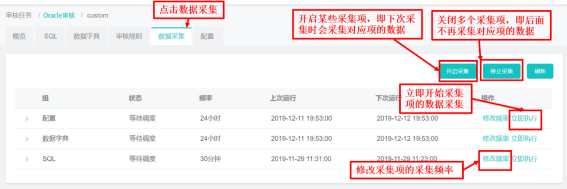 审核任务 / Oracle审核 / custom
点击数据采集
开启某些采集项，即下次采
集时会采集对应项的数据
关闭多个采集项，即后面
不再采集对应项的数据
概览 SQL 数据字典 审核规则 数据采集 配置
开启采集 停止采集 刷新
立即开始采集
项的数据采集
组 状态 频率 上次运行 下次运行 操作
配置 等待调度 24小时 2019-12-11 19:53:00 2019-12-12 19:53:00 修改频率 立即执行
数据字典 等待调度 24小时 2019-12-11 19:53:00 2019-12-12 19:53:00 修改频率 立即执行
SQL 等待调度 30分钟 2019-11-29 11:31:00 2019-11-29 11:23:00 修改频率 立即执行
修改采集项的采集频率